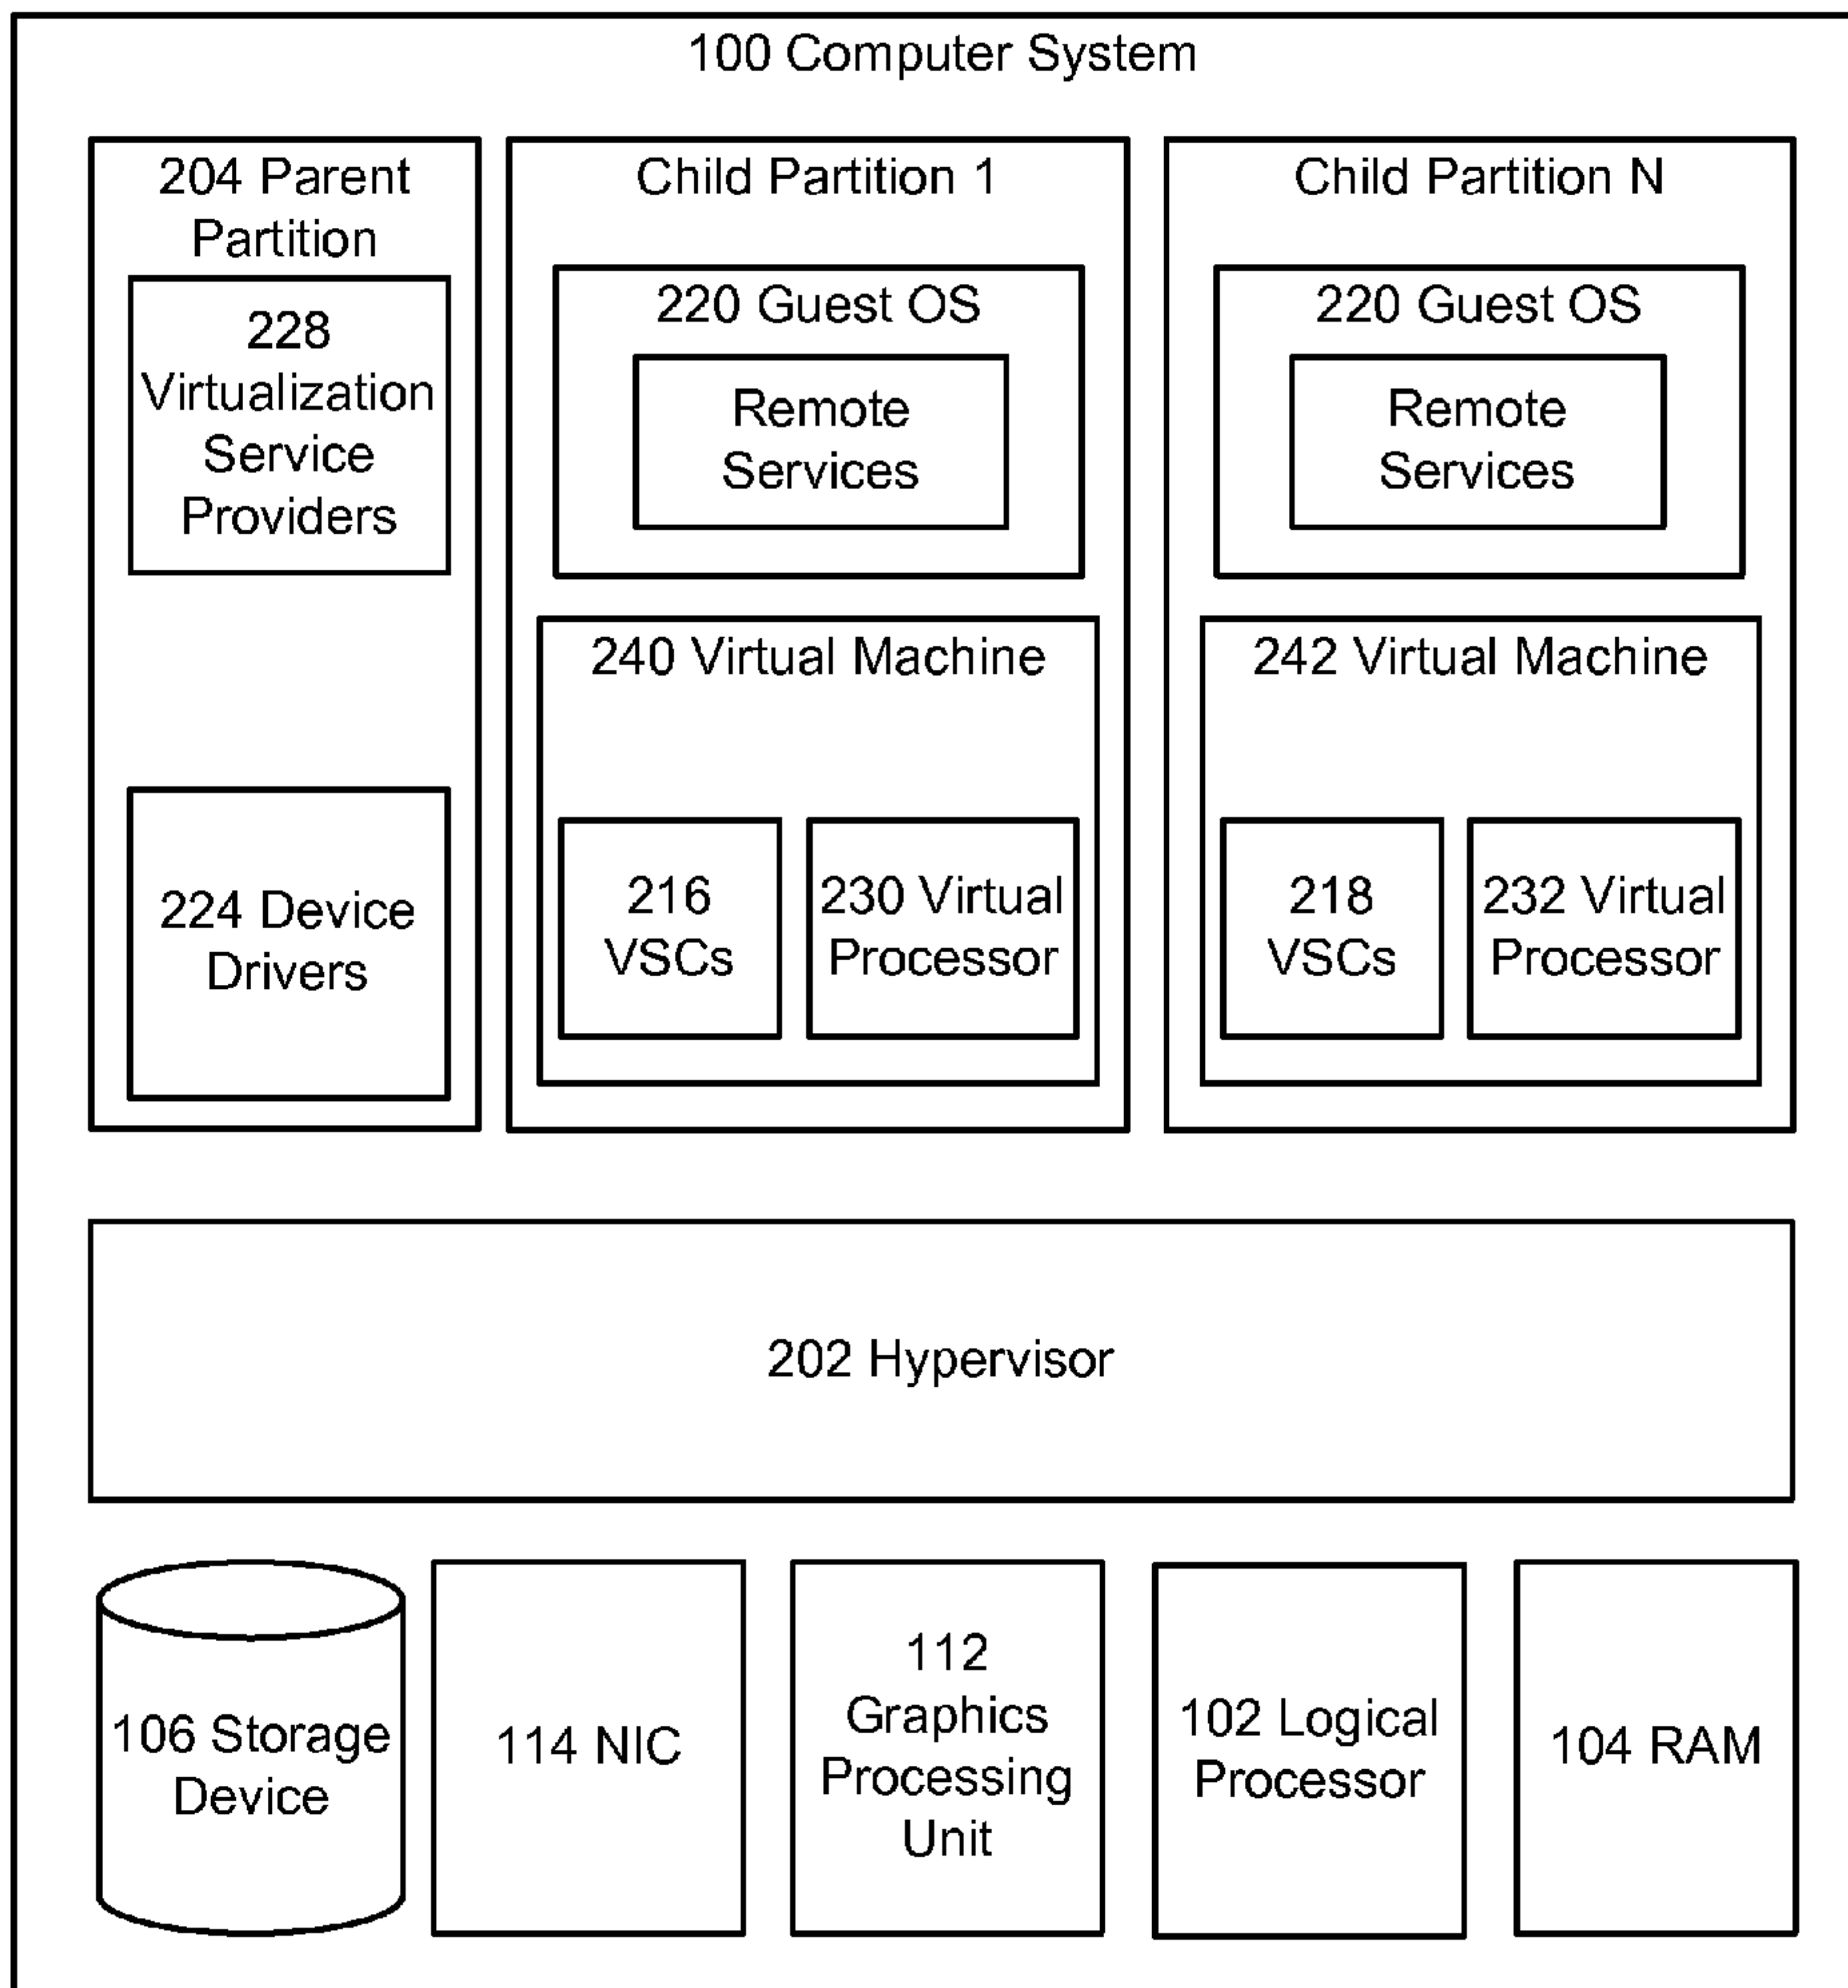 100 Computer System
204 Parent
Partition
228
Virtualization
Service
Providers
224 Device
Drivers
Child Partition 1
220 Guest OS
Remote
Services
240 Virtual Machine
216
VSCs
230 Virtual
Processor
Child Partition N
220 Guest OS
Remote
Services
242 Virtual Machine
218
VSCs
232 Virtual
Processor
202 Hypervisor
106 Storage
Device
114 NIC
112
Graphics
Processing
Unit
102 Logical
Processor
104 RAM